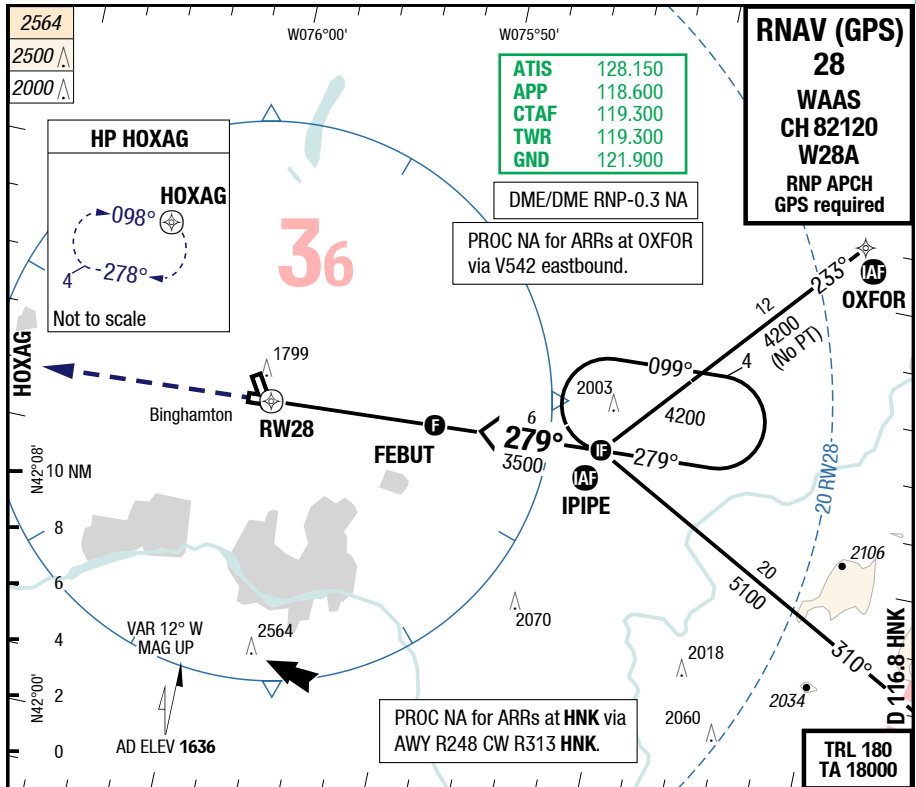 2564
2500
2000
W076°00'
W075°50'
RNAV (GPS)
28
WAAS
CH 82120
W28A
RNP APCH
GPS required
ATIS 128.150
APP 118.600
CTAF 119.300
TWR 119.300
GND 121.900
HP HOXAG
HOXAG
098°
278°
4
Not to scale
36
DME/DME RNP-0.3 NA
PROC NA for ARRs at OXFOR
via V542 eastbound.
233°
IAF
OXFOR
12
4200
(No PT)
HOXAG
1799
Binghamton
RW28
F
FEBUT
2003
099°
4
4200
6
279°
3500
IF
279°
IAF
IPIPE
20 RW28
N42°08'
10 NM
8
6
4
2
0
N42°00'
2106
20
5100
310°
2070
2564
VAR 12° W
MAG UP
AD ELEV 1636
2018
2034
2060
D 116.8 HNK
PROC NA for ARRs at HNK via
AWY R248 CW R313 HNK.
TRL 180
TA 18000